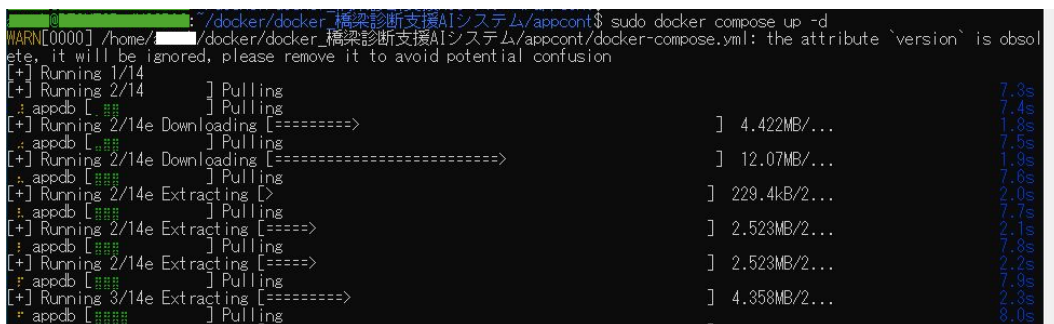 :~/docker/docker_橋梁診断支援AIシステム/appcont$ sudo docker compose up -d
WARN[0000] /home/ /docker/docker_橋梁診断支援AIシステム/appcont/docker-compose.yml: the attribute `version` is obsol
ete, it will be ignored, please remove it to avoid potential confusion
[+] Running 1/14
[+] Running 2/14 ] Pulling 7.3s
appdb [ ] Pulling 7.4s
[+] Running 2/14e Downloading [=========> ] 4.422MB/... 1.8s
appdb [ ] Pulling 7.5s
[+] Running 2/14e Downloading [===========================> ] 12.07MB/... 1.9s
appdb [ ] Pulling 7.6s
[+] Running 2/14e Extracting [> ] 229.4kB/2... 2.0s
appdb [ ] Pulling 7.7s
[+] Running 2/14e Extracting [=====> ] 2.523MB/2... 2.1s
appdb [ ] Pulling 7.8s
[+] Running 2/14e Extracting [=====> ] 2.523MB/2... 2.2s
appdb [ ] Pulling 7.9s
[+] Running 3/14e Extracting [=========> ] 4.358MB/2... 2.3s
appdb [ ] Pulling 8.0s